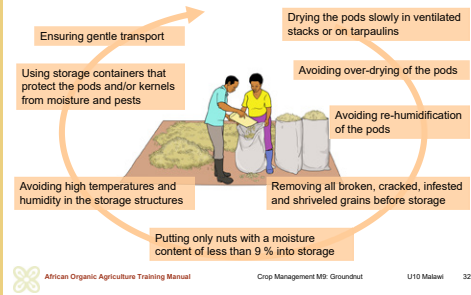 Drying the pods slowly in ventilated
stacks or on tarpaulins
Avoiding over-drying of the pods
Avoiding re-humidification
of the pods
Removing all broken, cracked, infested
and shriveled grains before storage
Putting only nuts with a moisture
content of less than 9 % into storage
Avoiding high temperatures and
humidity in the storage structures
Using storage containers that
protect the pods and/or kernels
from moisture and pests
Ensuring gentle transport
African Organic Agriculture Training Manual
Crop Management M9: Groundnut
U10 Malawi
32